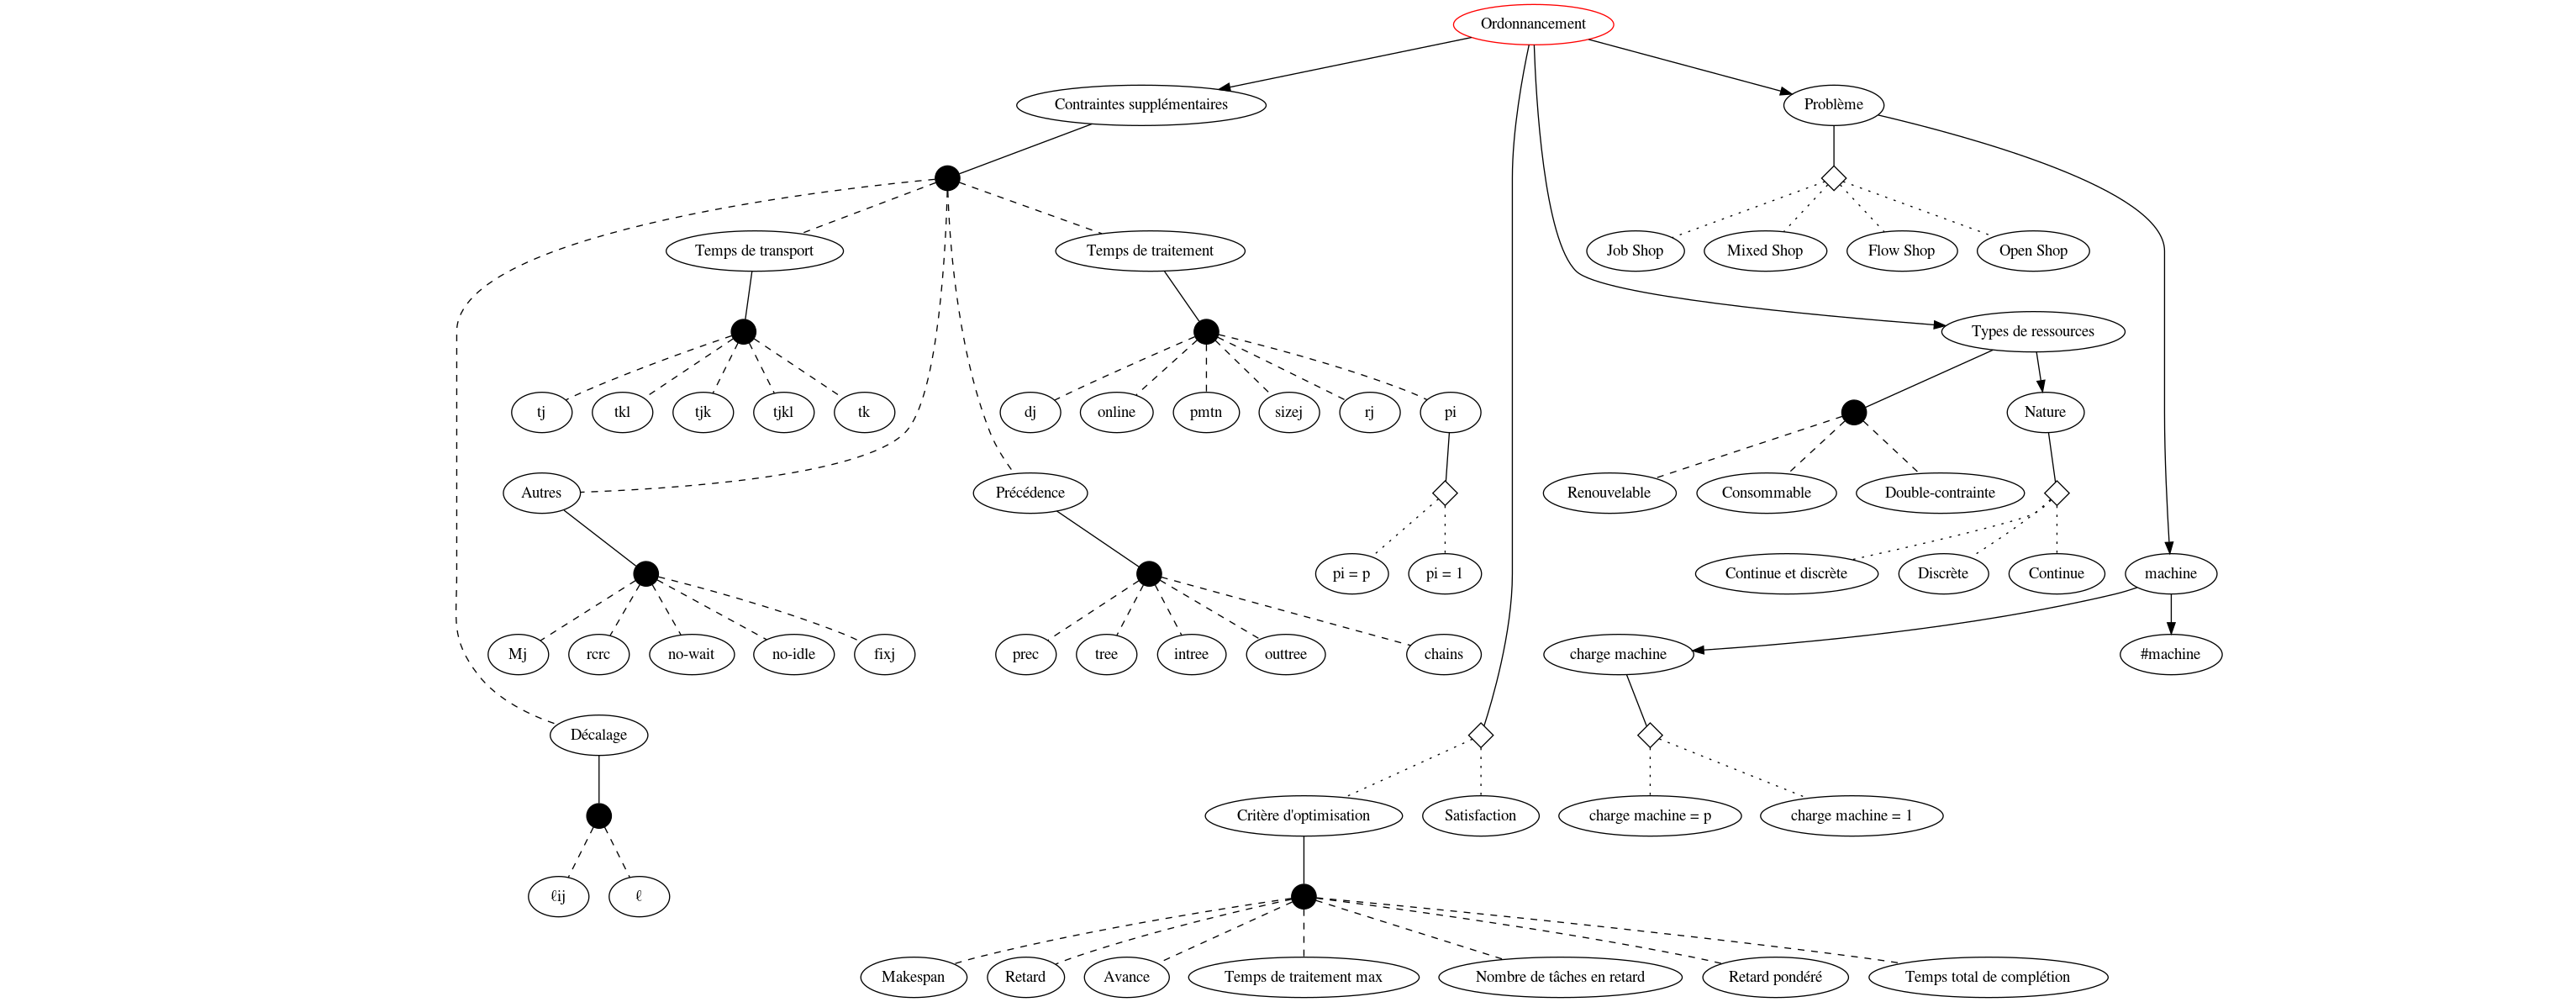 Ordonnancement
Contraintes supplémentaires
Problème
Temps de transport
Temps de traitement
Job Shop
Mixed Shop
Flow Shop
Open Shop
Types de ressources
tj
tkl
tjk
tjkl
tk
dj
online
pmtn
sizej
rj
pi
Nature
Autres
Précédence
Renouvelable
Consommable
Double-contrainte
pi = p
pi = 1
Continue et discrète
Discrète
Continue
machine
Mj
rcrc
no-wait
no-idle
fixj
prec
tree
intree
outtree
chains
charge machine
#machine
Décalage
Critère d'optimisation
Satisfaction
charge machine = p
charge machine = 1
ℓij
ℓ
Makespan
Retard
Avance
Temps de traitement max
Nombre de tâches en retard
Retard pondéré
Temps total de complétion